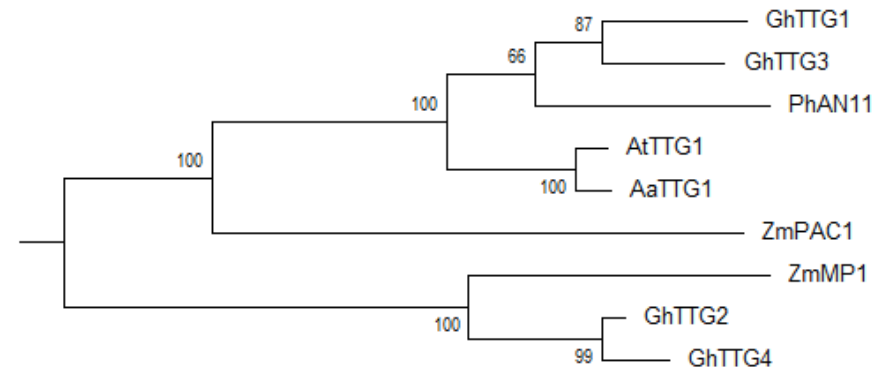 GhTTG1
87
GhTTG3
66
PhAN11
100
AtTTG1
100
AaTTG1
100
ZmPAC1
ZmMP1
GhTTG2
100
GhTTG4
99